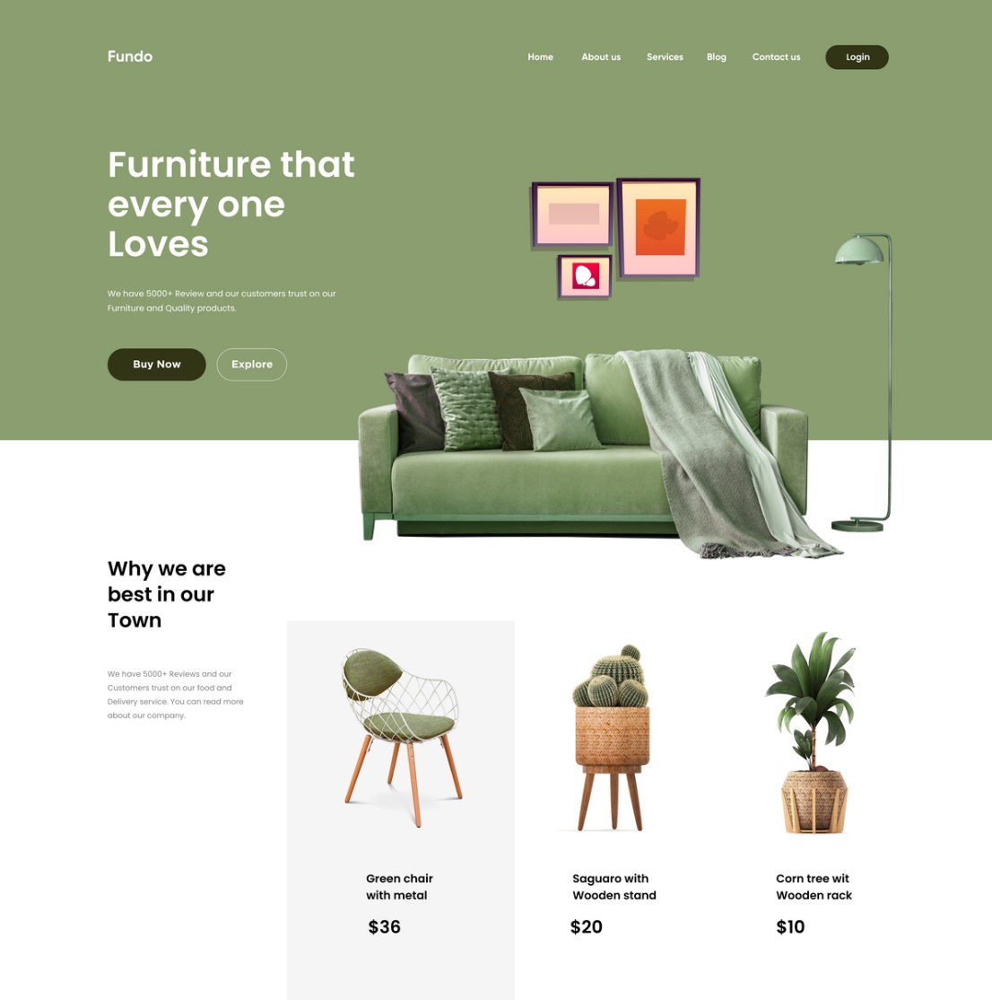 Fundo
Home
About us
Services
Blog
Contact us
Login
Furniture that
every one
Loves
We have 5000+ Review and our customers trust on our
Furniture and Quality products.
Buy Now
Explore
Why we are
best in our
Town
We have 5000+ Reviews and our
Customers trust on our food and
Delivery service. You can read more
about our company.
Green chair
with metal
$36
Saguaro with
Wooden stand
$20
Corn tree wit
Wooden rack
$10